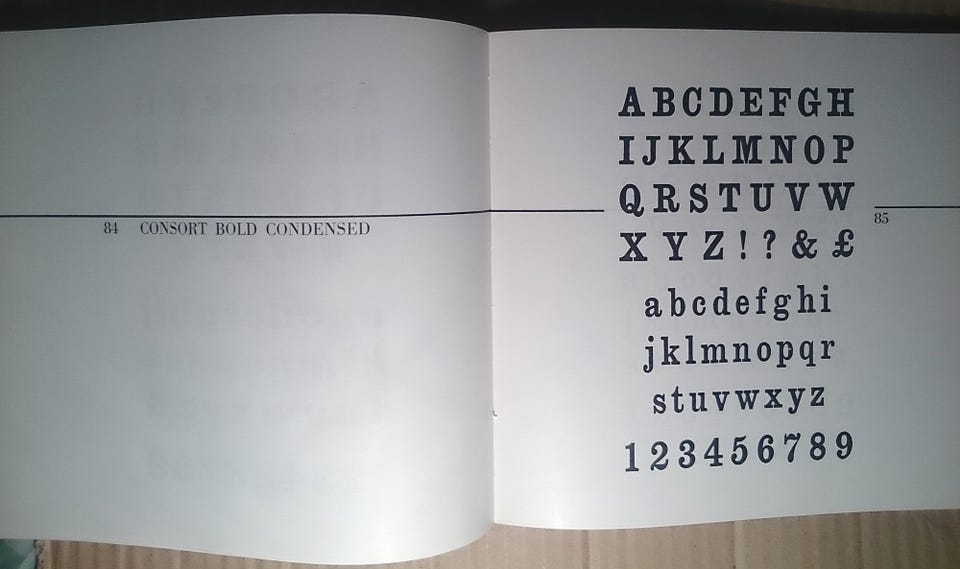 84 CONSORT BOLD CONDENSED
ABCDEFGH
IJKLMNOP
QRSTUVW
XYZ!?&£
abcdefghi
jklmnopqr
stuvwxyz
123456789
85